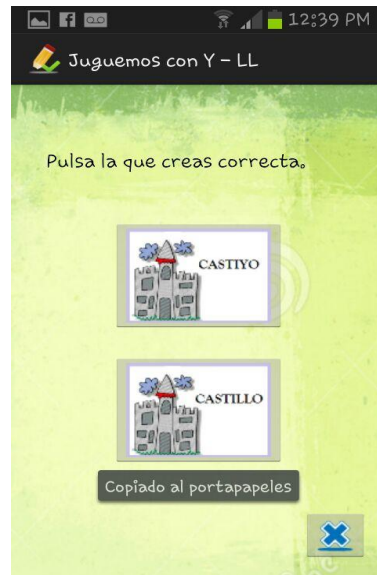 12:39 PM
Juguemos con Y - LL
Pulsa la que creas correcta.
CASTIYO
CASTILLO
Copiado al portapapeles